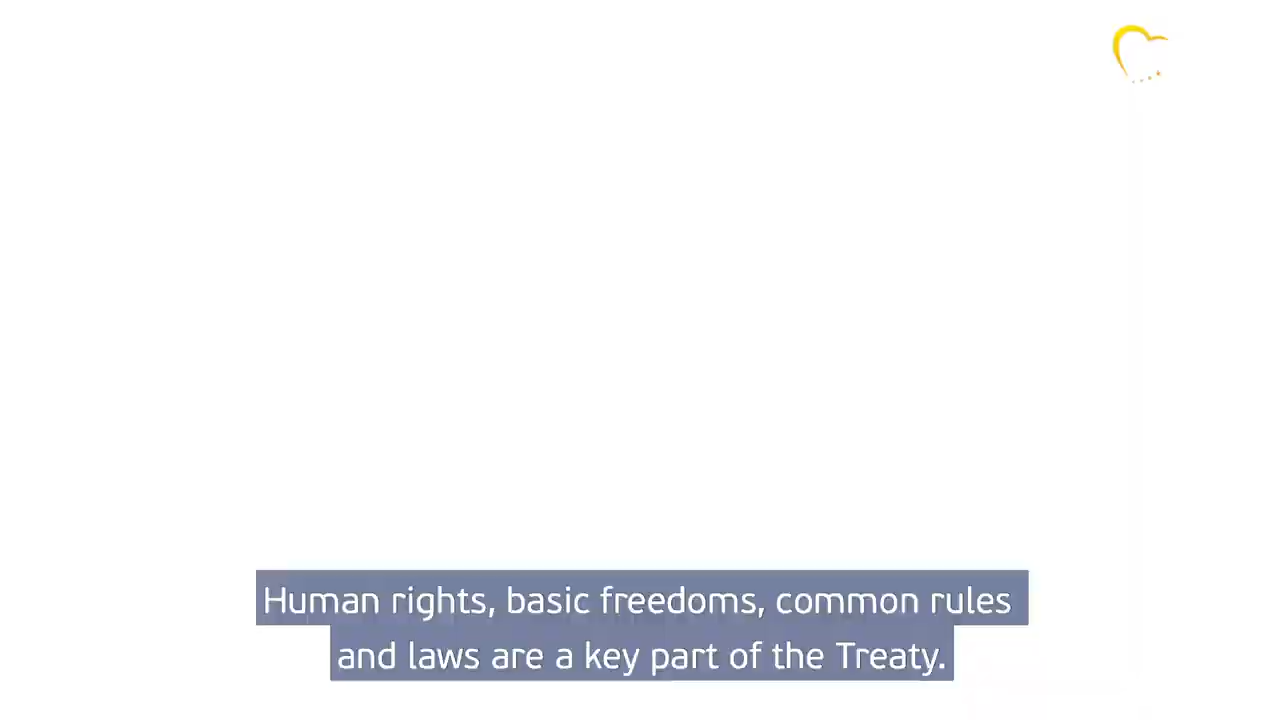 Human rights, basic freedoms, common rules
and laws are a key part of the Treaty.